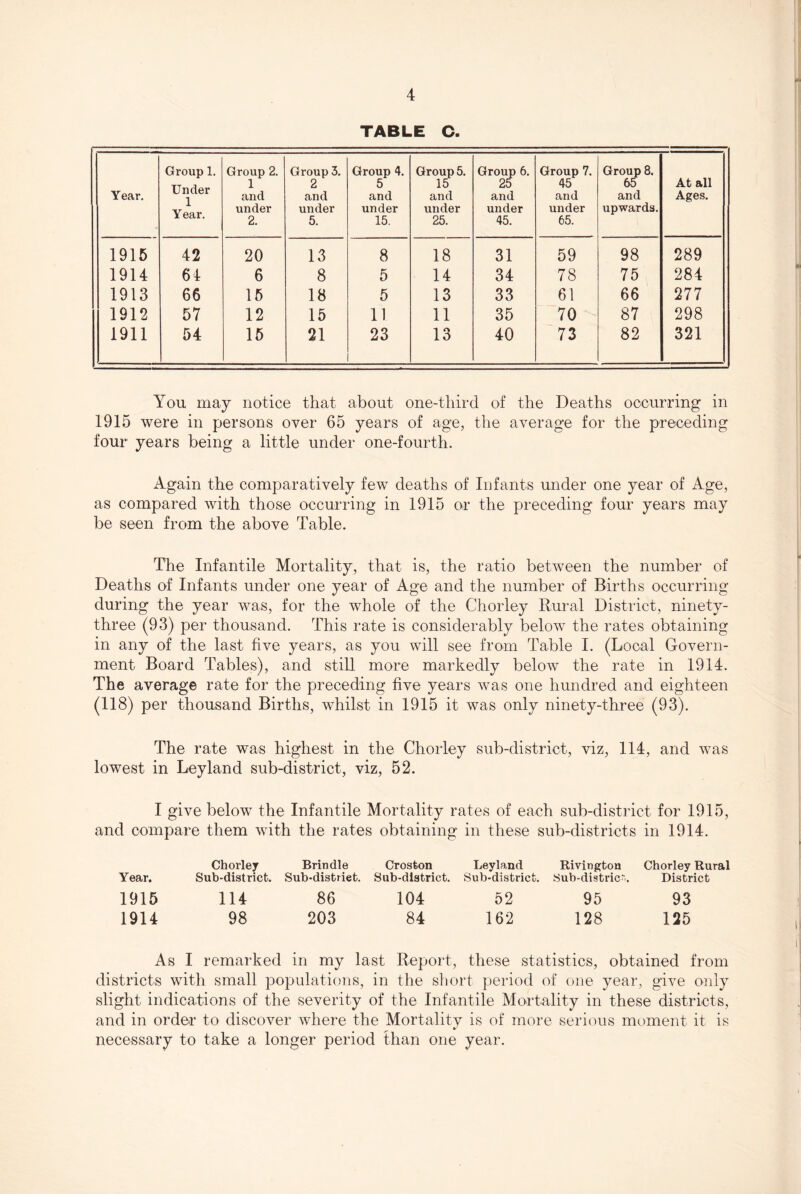 4
TABLE C.
Year. | Group 1. Under 1 Year. | Group 2. 1 and under 2. | Group 3. 2 and under 5. | Group 4. 5 and under 15. | Group 5. 15 and under 25. | Group 6. 25 and under 45. | Group 7. 45 and under 65. | Group 8. 65 and upwards. | At all Ages.
1915 42 20 13 8 18 31 59 98 289
1914 64 6 8 5 14 34 78 75 284
1913 66 15 18 5 13 33 61 66 277
1912 57 12 15 11 11 35 70 87 298
1911 54 15 21 23 13 40 73 82 321
You may notice that about one-third of the Deaths occurring in
1915 were in persons over 65 years of age, the average for the preceding
four years being a little under one-fourth.
Again the comparatively few deaths of Infants under one year of Age,
as compared with those occurring in 1915 or the preceding four years may
be seen from the above Table.
The Infantile Mortality, that is, the ratio between the number of
Deaths of Infants under one year of Age and the number of Births occurring
during the year was, for the whole of the Chorley Rural District, ninety-
three (93) per thousand. This rate is considerably below the rates obtaining
in any of the last five years, as you will see from Table I. (Local Govern-
ment Board Tables), and still more markedly below the rate in 1914.
The average rate for the preceding five years was one hundred and eighteen
(118) per thousand Births, whilst in 1915 it was only ninety-three (93).
The rate was highest in the Chorley sub-district, viz, 114, and was
lowest in Leyland sub-district, viz, 52.
I give below the Infantile Mortality rates of each sub-district for 1915,
and compare them with the rates obtaining in these sub-districts in 1914.
Chorley Brindle Croston Leyland Rivington Chorley Rural
Year. Sub-district. Sub-district. Sub-district. Sub-district. Sub-district. District
1915 114 86 104 52 95 93
1914 98 203 84 162 128 125
As I remarked in my last Report, these statistics, obtained from
districts with small populations, in the short period of one year, give only
slight indications of the severity of the Infantile Mortality in these districts,
and in order to discover where the Mortality is of more serious moment it is
necessary to take a longer period than one year.